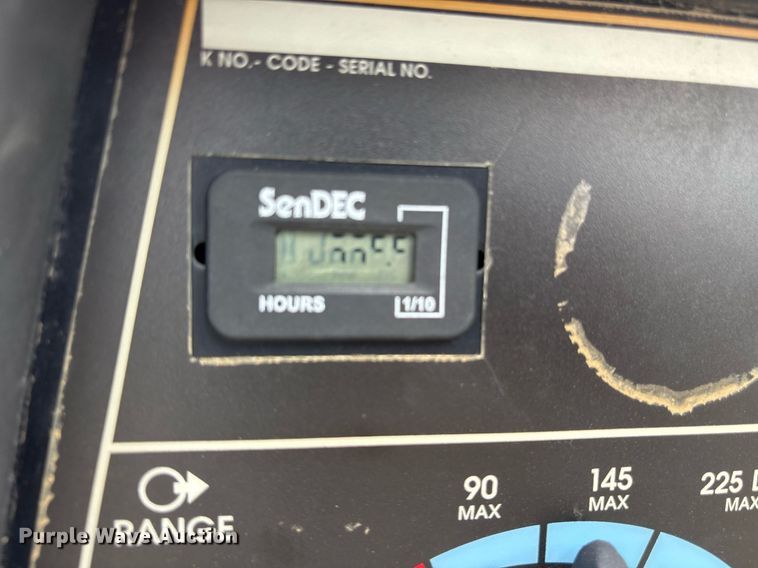 K NO.- CODE - SERIAL NO.
SenDEC
HOURS 1/10
90 145 225
MAX MAX MAX
RANGE
Purple Wave Auction